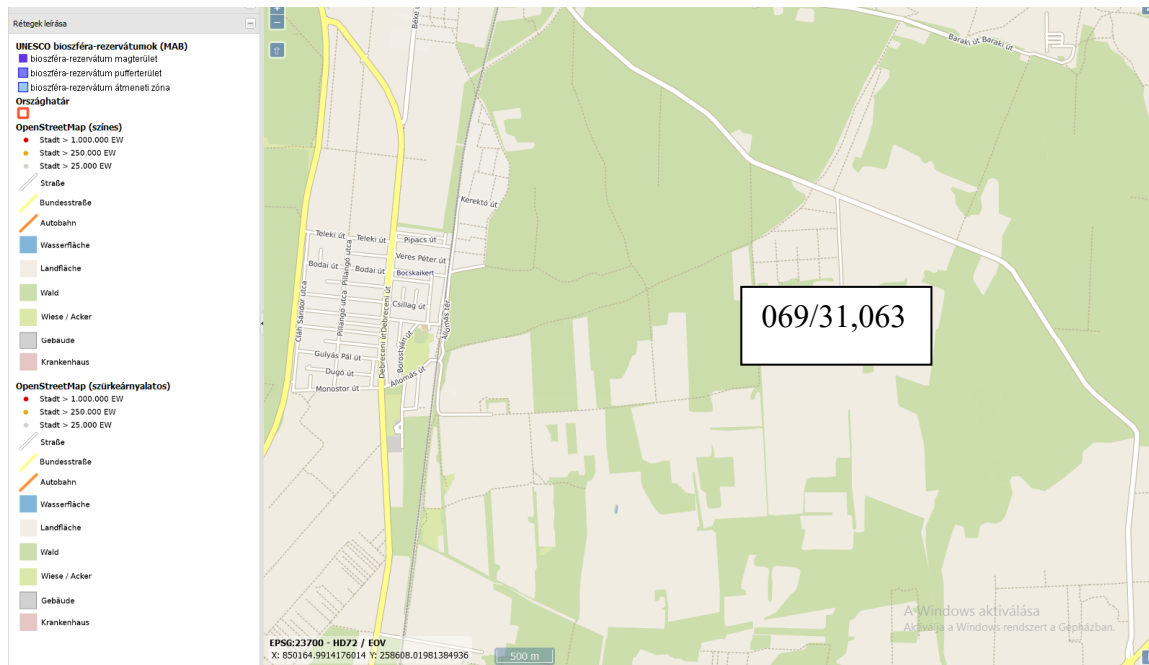 Rétegek leírása
UNESCO bioszféra-rezervátumok (MAB)
bioszféra-rezervátum magterület
bioszféra-rezervátum pufferterület
bioszféra-rezervátum átmeneti zóna
Országhatár
OpenStreetMap (színes)
Stadt > 1.000.000 EW
Stadt > 250.000 EW
Stadt > 25.000 EW
Straße
Bundesstraße
Autobahn
Wasserfläche
Landfläche
Wald
Wiese / Acker
Gebäude
Krankenhaus
OpenStreetMap (szürkeárnyalatos)
Stadt > 1.000.000 EW
Stadt > 250.000 EW
Stadt > 25.000 EW
Straße
Bundesstraße
Autobahn
Wasserfläche
Landfläche
Wald
Wiese / Acker
Gebäude
Krankenhaus
Béke út
Baraki út Baraki út
Kerektó út
Teleki út Teleki út Pipacs út
Veres Péter út
Bodai út Bodai út Bocskaikert
Csillag út
Oláh Sándor utca
Pillangó utca Pillangó utca
Debreceni út Debreceni út
Borostyán út
Állomás tér
Gulyás Pál út
Dugó út
Állomás út
Monostor út
069/31,063
A Windows aktiválása
Aktiválja a Windows rendszert a Gépházban.
EPSG:23700 - HD72 / EOV
X: 850164.9914176014 Y: 258608.01981384936
500 m